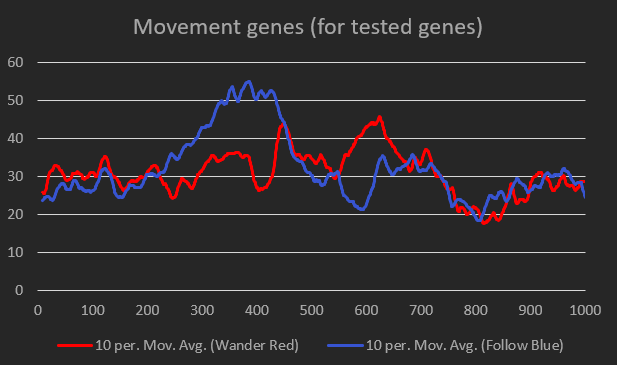 Movement genes (for tested genes)
60
50
40
30
20
10
0
0 100 200 300 400 500 600 700 800 900 1000
10 per. Mov. Avg. (Wander Red) 10 per. Mov. Avg. (Follow Blue)